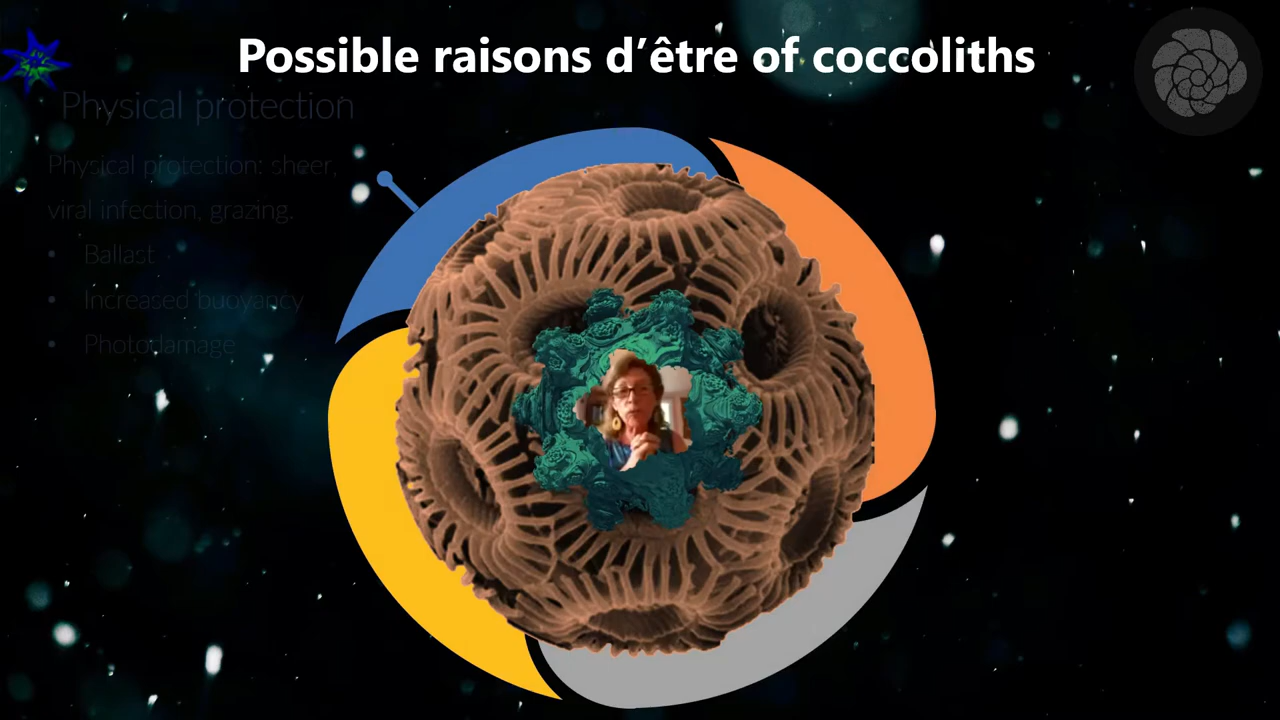 Possible raisons d’être of coccoliths
Physical protection
Physical protection: sheer,
viral infection, grazing.
• Ballast
• Increased buoyancy
• Photodamage